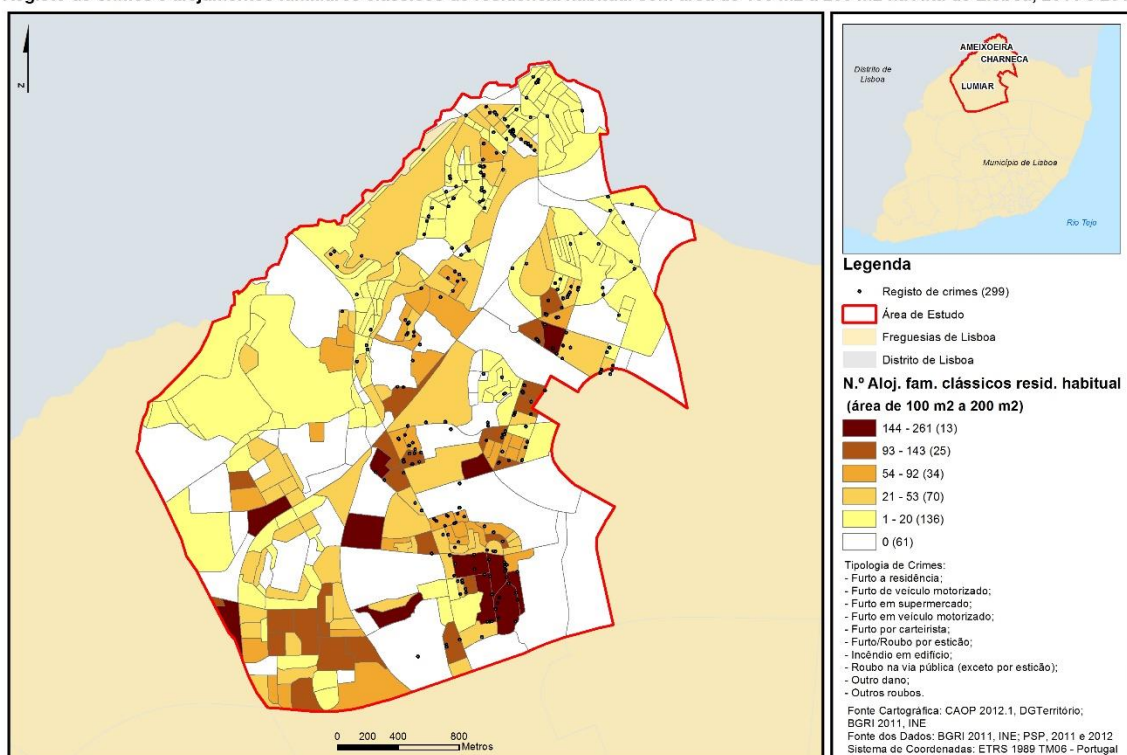 N
0 200 400 800
Metros
AMEIXOEIRA
CHARNECA
LUMIAR
Distrito de
Lisboa
Município de Lisboa
Rio Tejo
Legenda
Registo de crimes (299)
Área de Estudo
Freguesias de Lisboa
Distrito de Lisboa
N.º Aloj. fam. clássicos resid. habitual
(área de 100 m2 a 200 m2)
144 - 261 (13)
93 - 143 (25)
54 - 92 (34)
21 - 53 (70)
1 - 20 (136)
0 (61)
Tipologia de Crimes:
- Furto a residência;
- Furto de veículo motorizado;
- Furto em supermercado;
- Furto em veículo motorizado;
- Furto por carteirista;
- Furto/Roubo por esticão;
- Incêndio em edifício;
- Roubo na via pública (exceto por esticão);
- Outro dano;
- Outros roubos.
Fonte Cartográfica: CAOP 2012.1, DGTerritório;
BGRI 2011, INE
Fonte dos Dados: BGRI 2011, INE; PSP, 2011 e 2012
Sistema de Coordenadas: ETRS 1989 TM06 - Portugal